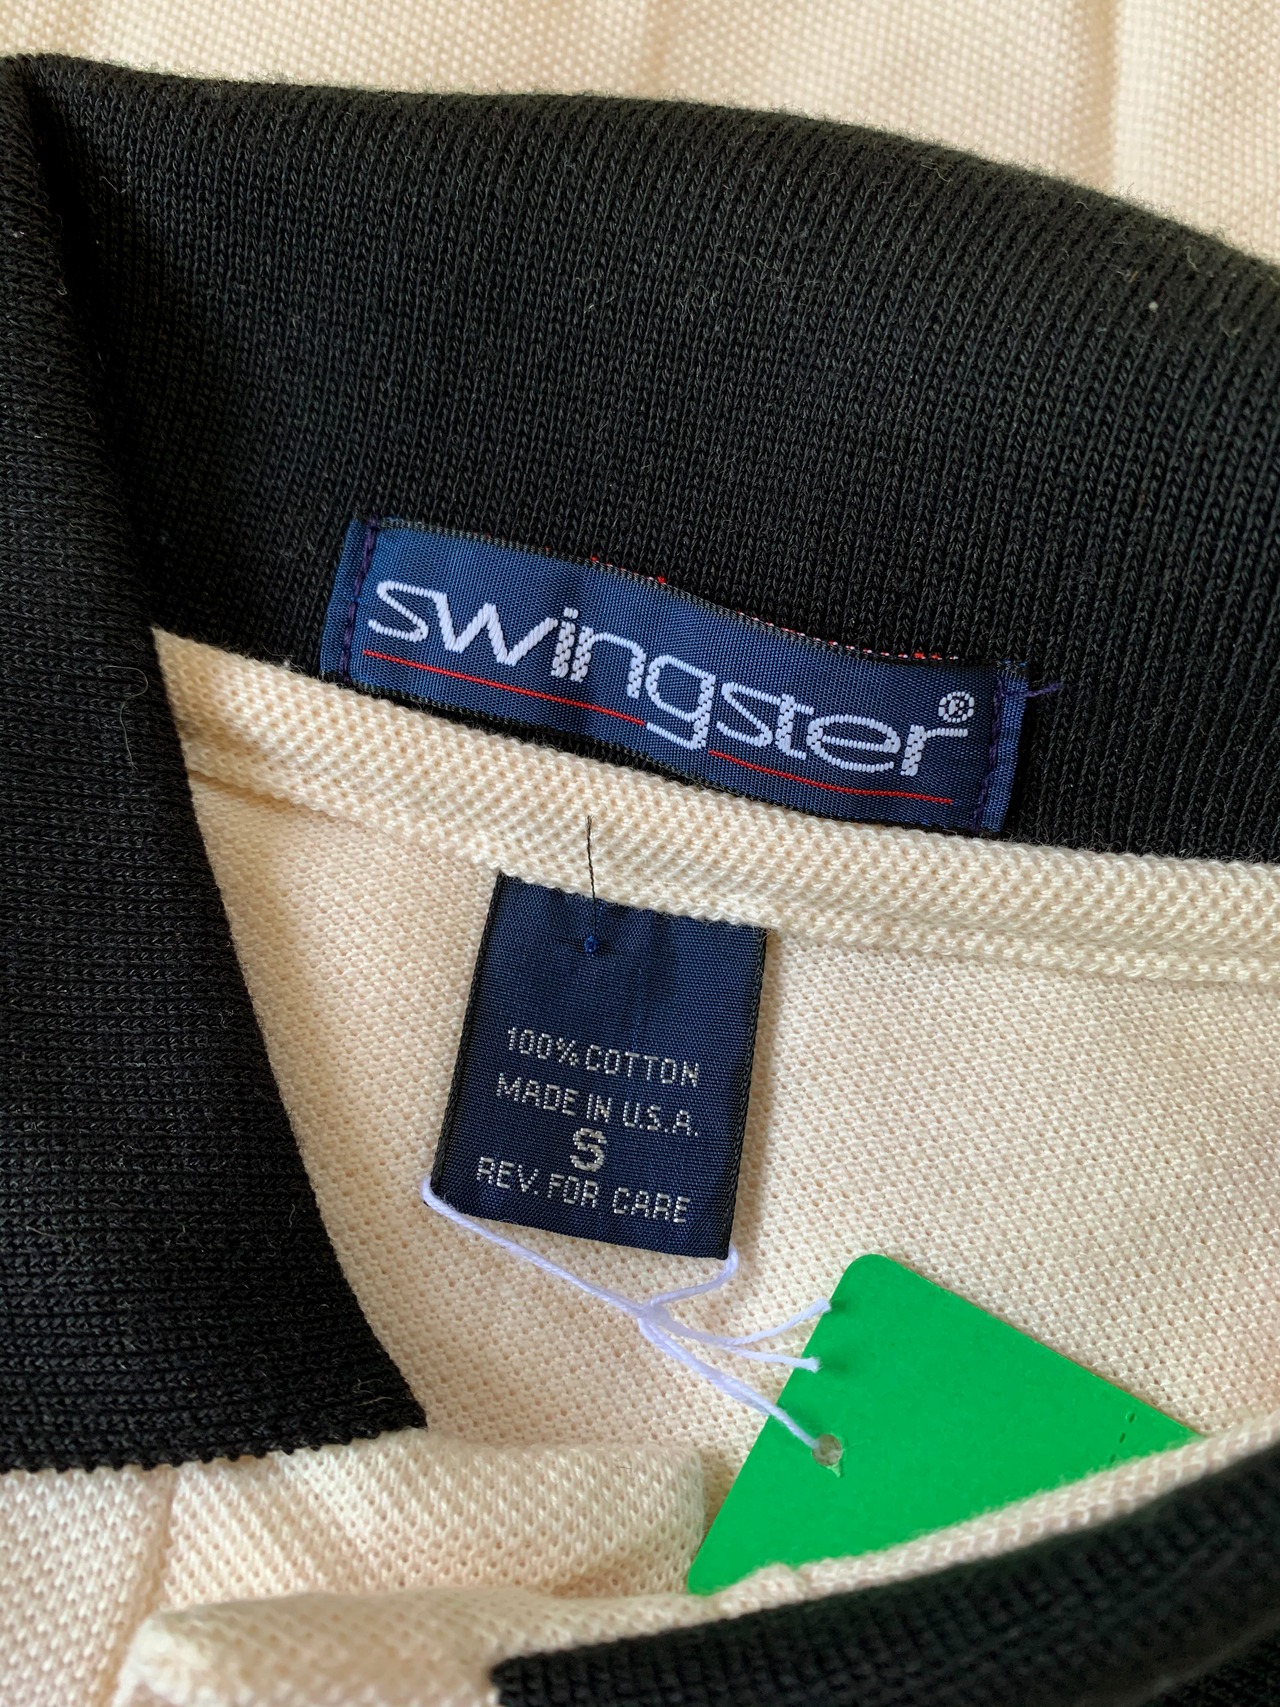 swingster®
100% COTTON
MADE IN U.S.A.
S
REV. FOR CARE